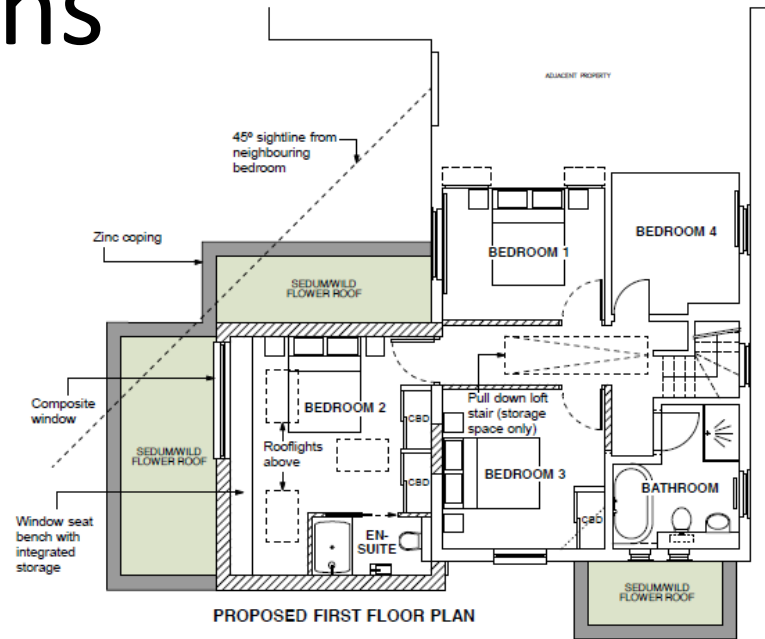 ns
ADJACENT PROPERTY
45º sightline from
neighbouring
bedroom
Zinc coping
BEDROOM 1
BEDROOM 4
SEDUM/WILD
FLOWER ROOF
Composite
window
BEDROOM 2
CBD
Pull down loft
stair (storage
space only)
SEDUM/WILD
FLOWER ROOF
Rooflights
above
CBD
BEDROOM 3
BATHROOM
Window seat
bench with
integrated
storage
EN-
SUITE
CBD
SEDUM/WILD
FLOWER ROOF
PROPOSED FIRST FLOOR PLAN